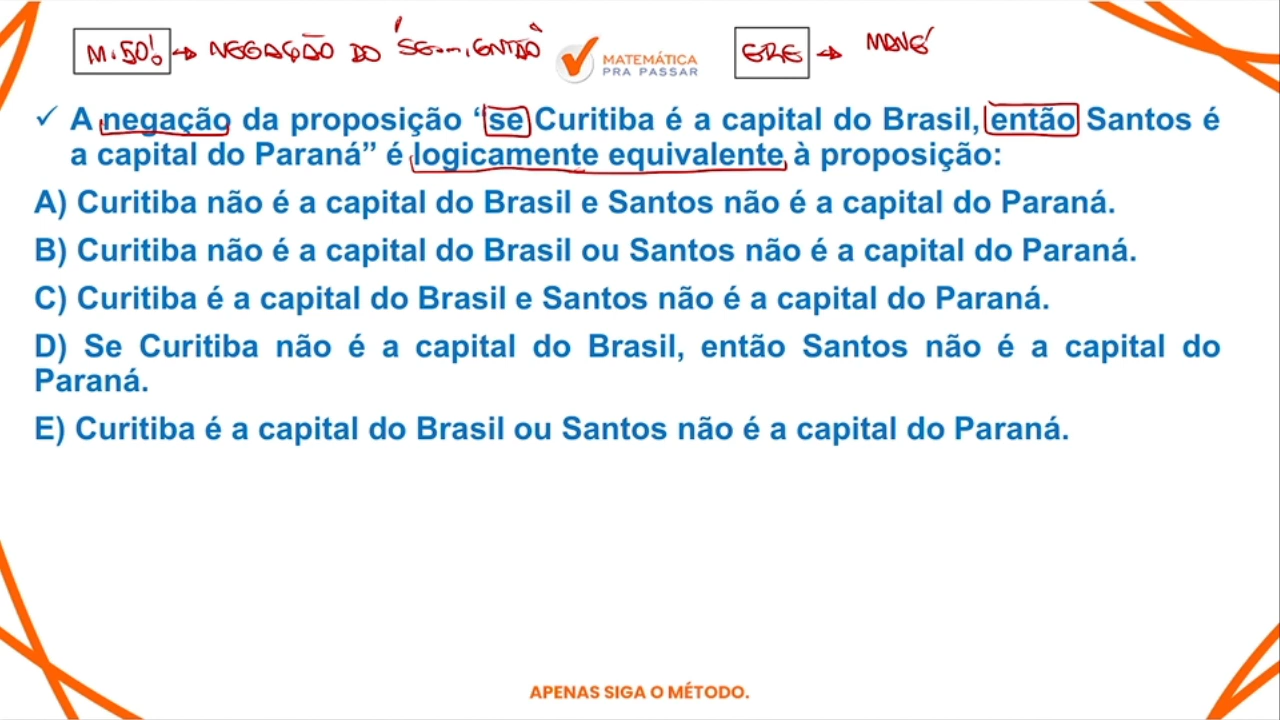 M.50! → NEGAÇÃO DO "SE..., ENTÃO"
MATEMÁTICA
PRA PASSAR
→ MANÉ
✓ A negação da proposição “se Curitiba é a capital do Brasil, então Santos é
a capital do Paraná” é logicamente equivalente à proposição:
A) Curitiba não é a capital do Brasil e Santos não é a capital do Paraná.
B) Curitiba não é a capital do Brasil ou Santos não é a capital do Paraná.
C) Curitiba é a capital do Brasil e Santos não é a capital do Paraná.
D) Se Curitiba não é a capital do Brasil, então Santos não é a capital do
Paraná.
E) Curitiba é a capital do Brasil ou Santos não é a capital do Paraná.
APENAS SIGA O MÉTODO.